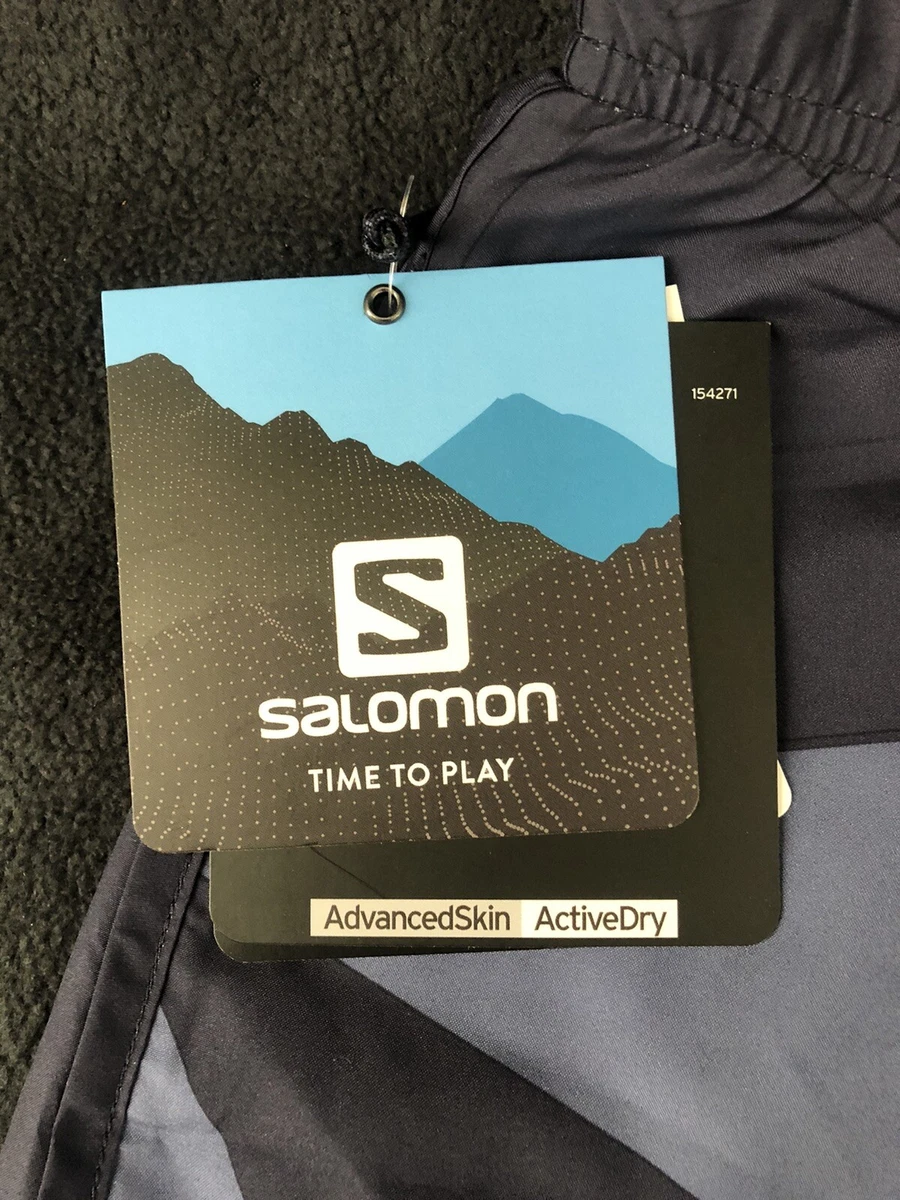 154271
S
salomon
TIME TO PLAY
AdvancedSkin ActiveDry